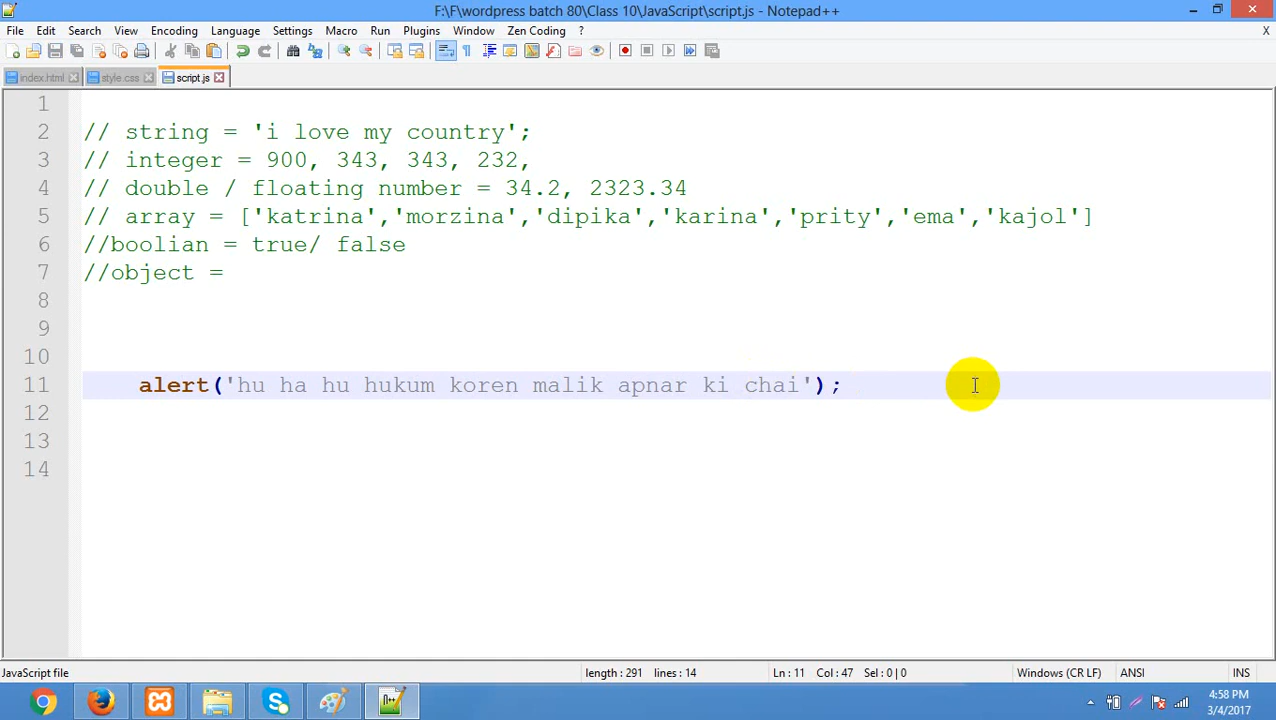 F:\F\wordpress batch 80\Class 10\JavaScript\script.js - Notepad++
File Edit Search View Encoding Language Settings Macro Run Plugins Window Zen Coding ? X
index.html style.css script.js
1
2 // string = 'i love my country';
3 // integer = 900, 343, 343, 232,
4 // double / floating number = 34.2, 2323.34
5 // array = ['katrina','morzina','dipika','karina','prity','ema','kajol']
6 //boolian = true/ false
7 //object =
8
9
10
11 alert('hu ha hu hukum koren malik apnar ki chai');
12
13
14
JavaScript file length : 291 lines : 14 Ln : 11 Col : 47 Sel : 0 | 0 Windows (CR LF) ANSI INS
4:58 PM
3/4/2017